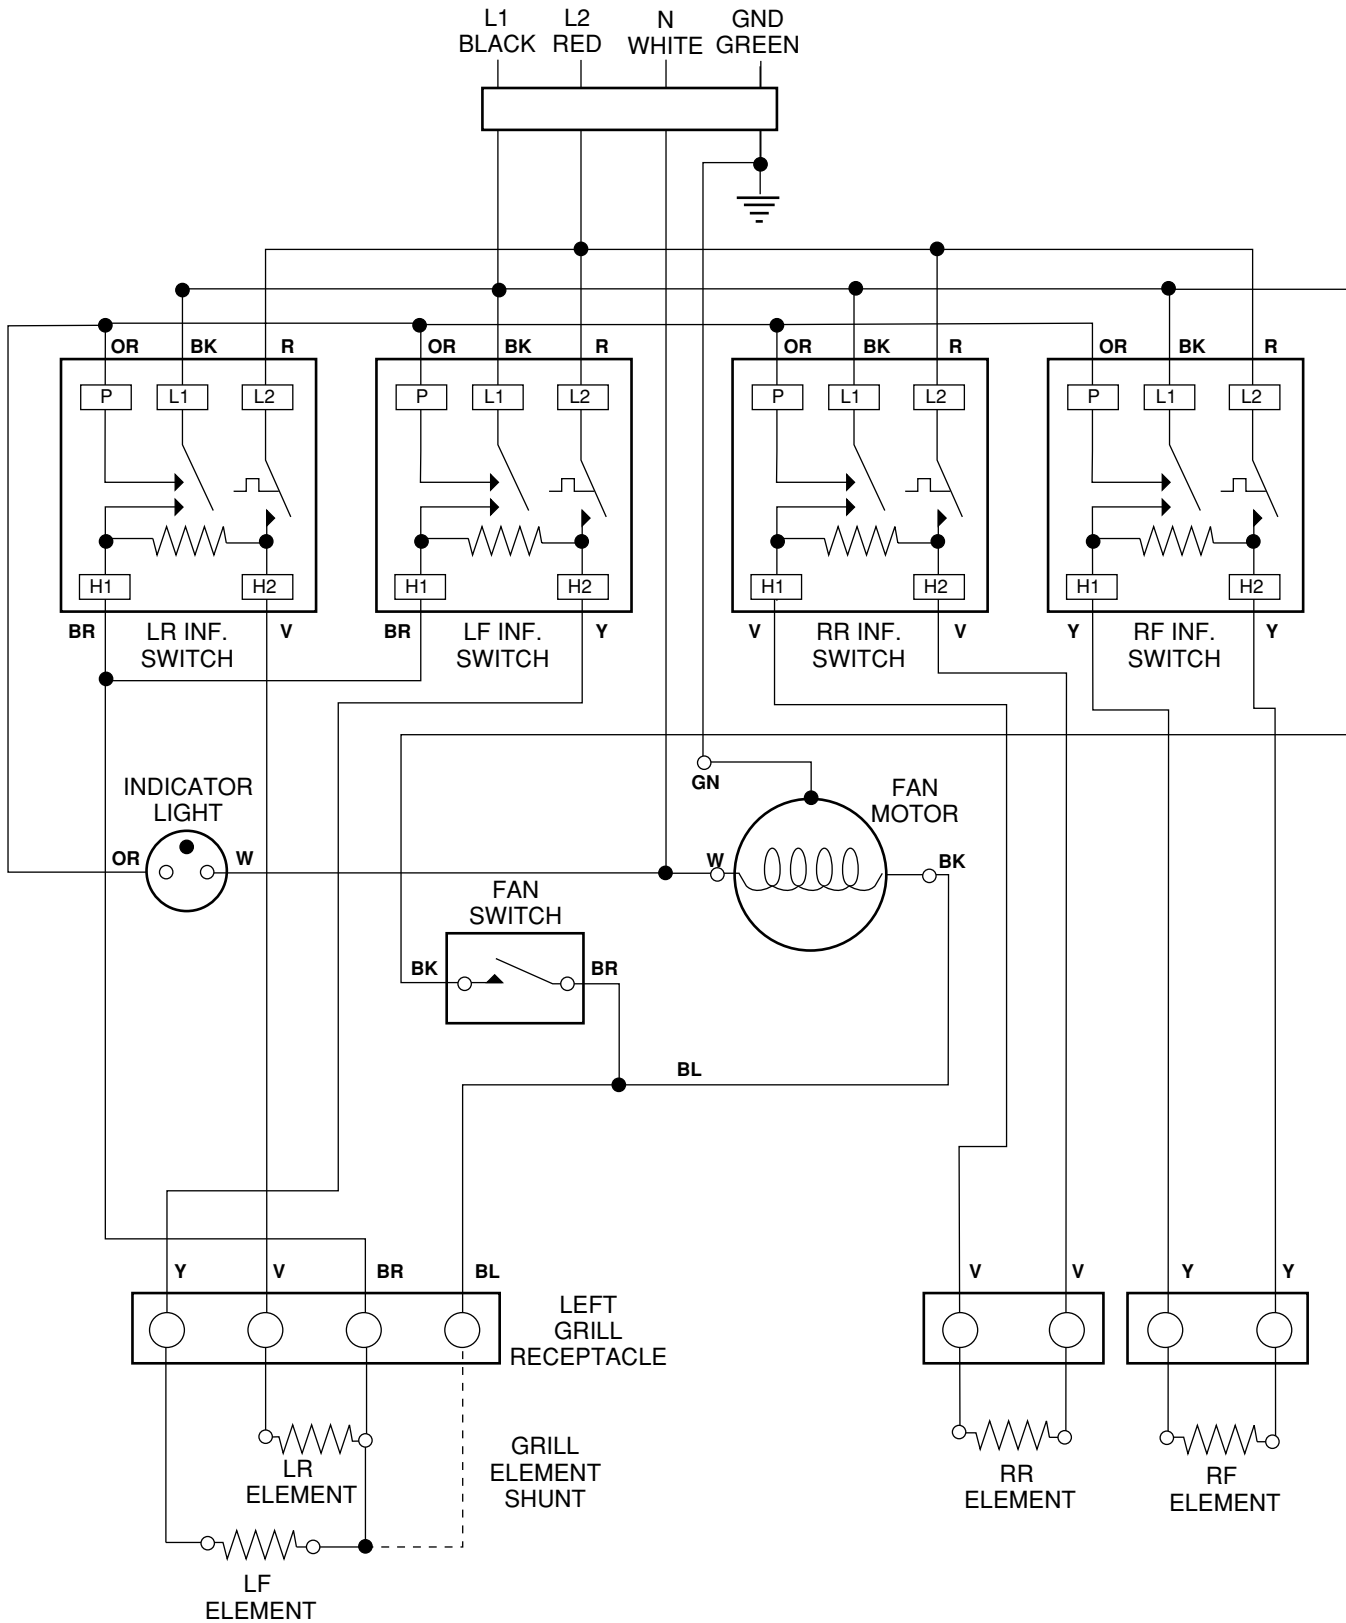 L1 L2 N GND
BLACK RED WHITE GREEN
OR BK R OR BK R OR BK R OR BK R
P L1 L2 P L1 L2 P L1 L2 P L1 L2
H1 H2 H1 H2 H1 H2 H1 H2
BR LR INF. V BR LF INF. Y V RR INF. V Y RF INF. Y
SWITCH SWITCH SWITCH SWITCH
GN
INDICATOR FAN
LIGHT MOTOR
OR W W BK
FAN
SWITCH
BK BR
BL
Y V BR BL V V Y Y
LEFT
GRILL
RECEPTACLE
GRILL
ELEMENT
SHUNT
LR
ELEMENT
RR
ELEMENT
RF
ELEMENT
LF
ELEMENT